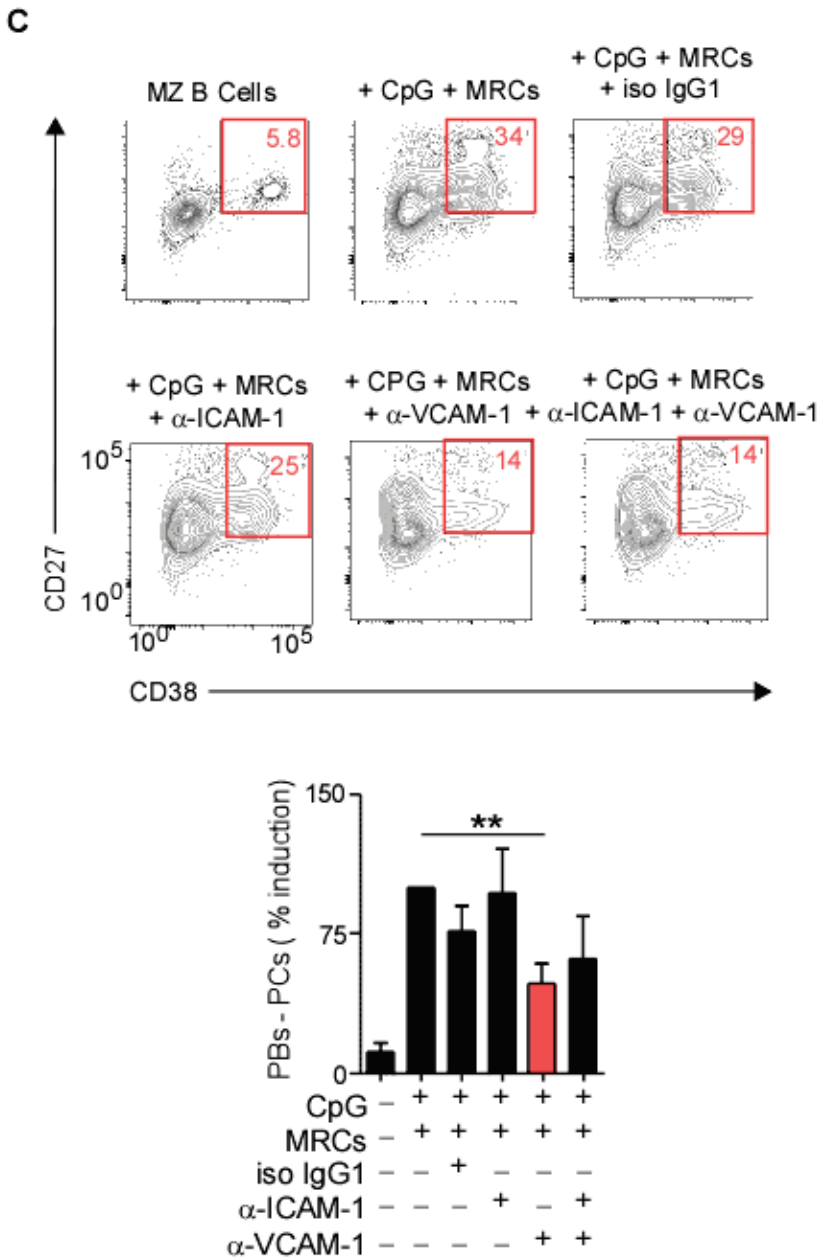 C
MZ B Cells
+ CpG + MRCs
+ CpG + MRCs
+ iso IgG1
5.8
34
29
+ CpG + MRCs
+ α-ICAM-1
+ CPG + MRCs
+ α-VCAM-1
+ CpG + MRCs
+ α-ICAM-1 + α-VCAM-1
25
14
14
10^5
10^0
10^0
10^5
CD27
CD38
PBs - PCs ( % induction)
150
75
0
**
CpG – + + + + +
MRCs – + + + + +
iso IgG1 – – + – – –
α-ICAM-1 – – – + – +
α-VCAM-1 – – – – + +